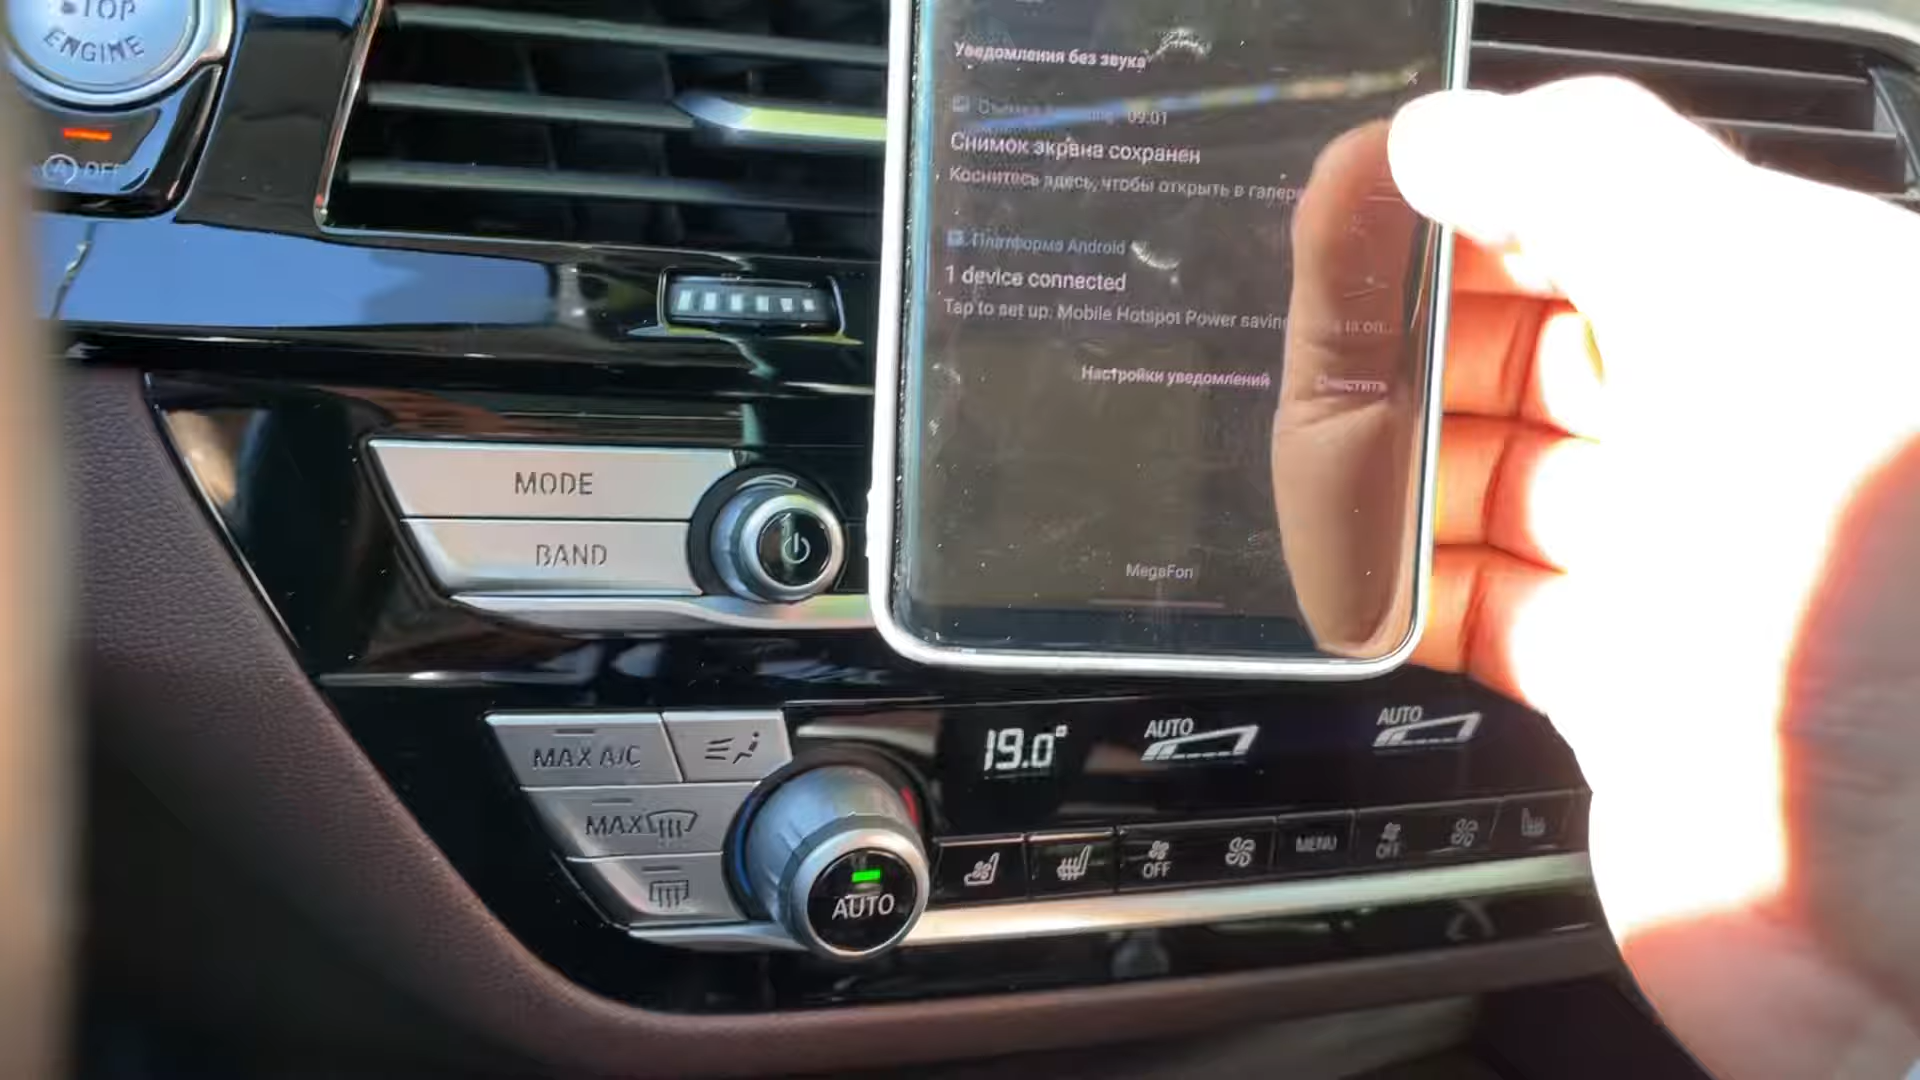 STOP
ENGINE
OFF
Уведомления без звука
09:01
Снимок экрана сохранен
Коснитесь здесь, чтобы открыть в
Платформа Android
1 device connected
Tap to set up. Mobile Hotspot Power
Настройки уведомлений
Очистить
MegaFon
MODE
BAND
MAX A/C
19.0°
AUTO
AUTO
MAX
OFF
MENU
OFF
AUTO